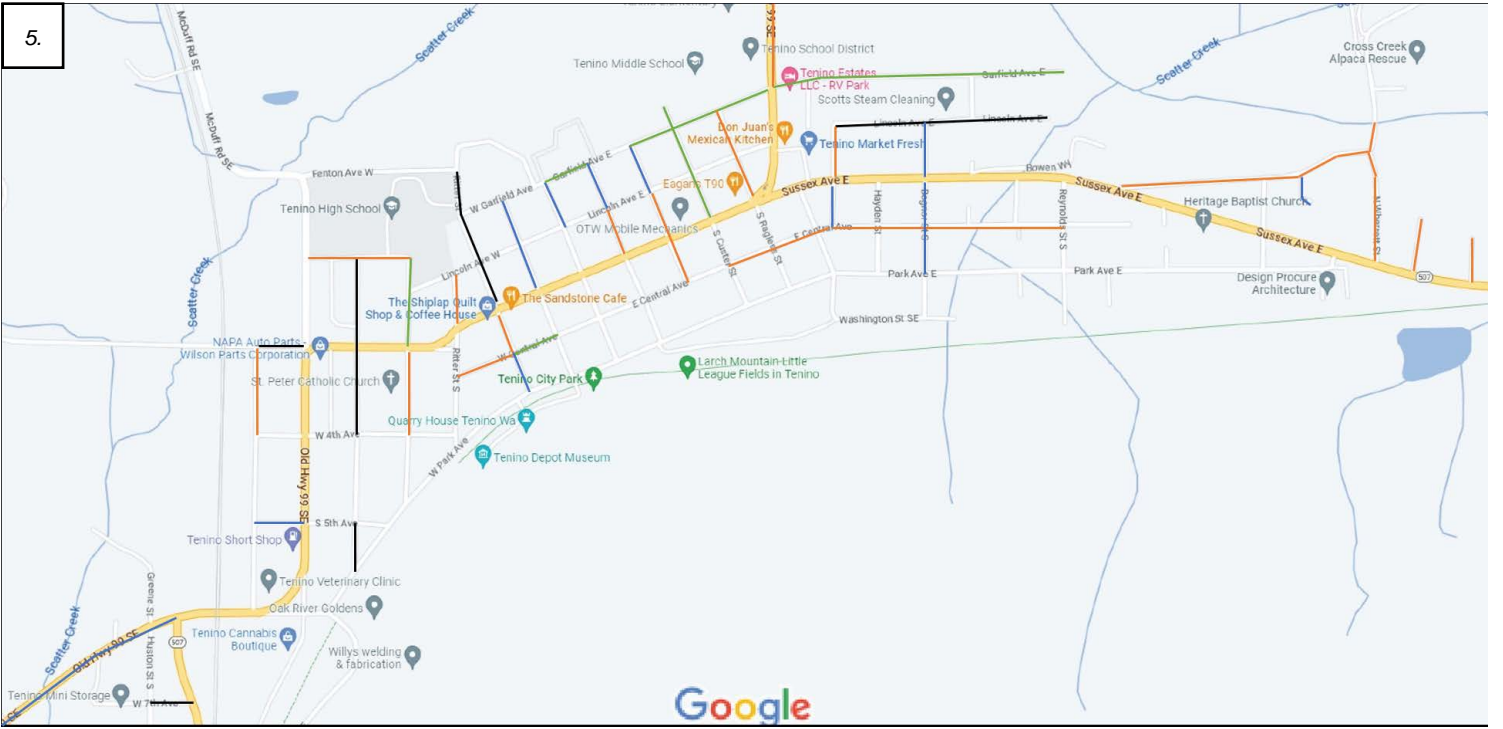 5.
McDuff Rd SE
Scatter Creek
99 SE
Tenino School District
Tenino Middle School
Tenino Estates
LLC - RV Park
Garfield Ave E
Scatter Creek
Cross Creek
Alpaca Rescue
Scotts Steam Cleaning
McDuff Rd SE
Don Juan's
Mexican Kitchen
Lincoln Ave E
Lincoln Ave E
Tenino Market Fresh
Fenton Ave W
Garfield Ave E
W Garfield Ave
Eagans T90
Sussex Ave E
Bowen W
Sussex Ave E
Tenino High School
Lincoln Ave E
OTW Mobile Mechanics
Hayden St
Reynolds St S
Heritage Baptist Church
S Custer St
S Ragless St
E Central Ave
Sussex Ave E
Lincoln Ave W
Scatter Creek
Park Ave E
Park Ave E
507
Design Procure
Architecture
The Shiplap Quilt
Shop & Coffee House
The Sandstone Cafe
E Central Ave
Washington St SE
NAPA Auto Parts -
Wilson Parts Corporation
W Central Ave
Ritter St S
St. Peter Catholic Church
Tenino City Park
Larch Mountain Little
League Fields in Tenino
Quarry House Tenino Wa
W 4th Ave
W Park Ave
Tenino Depot Museum
Old Hwy 99 SE
S 5th Ave
Tenino Short Shop
Tenino Veterinary Clinic
Greene St
Oak River Goldens
Scatter Creek
Old Hwy 99 SE
Huston St S
507
Tenino Cannabis
Boutique
Willys welding
& fabrication
Tenino Mini Storage
W 7th Ave
Google